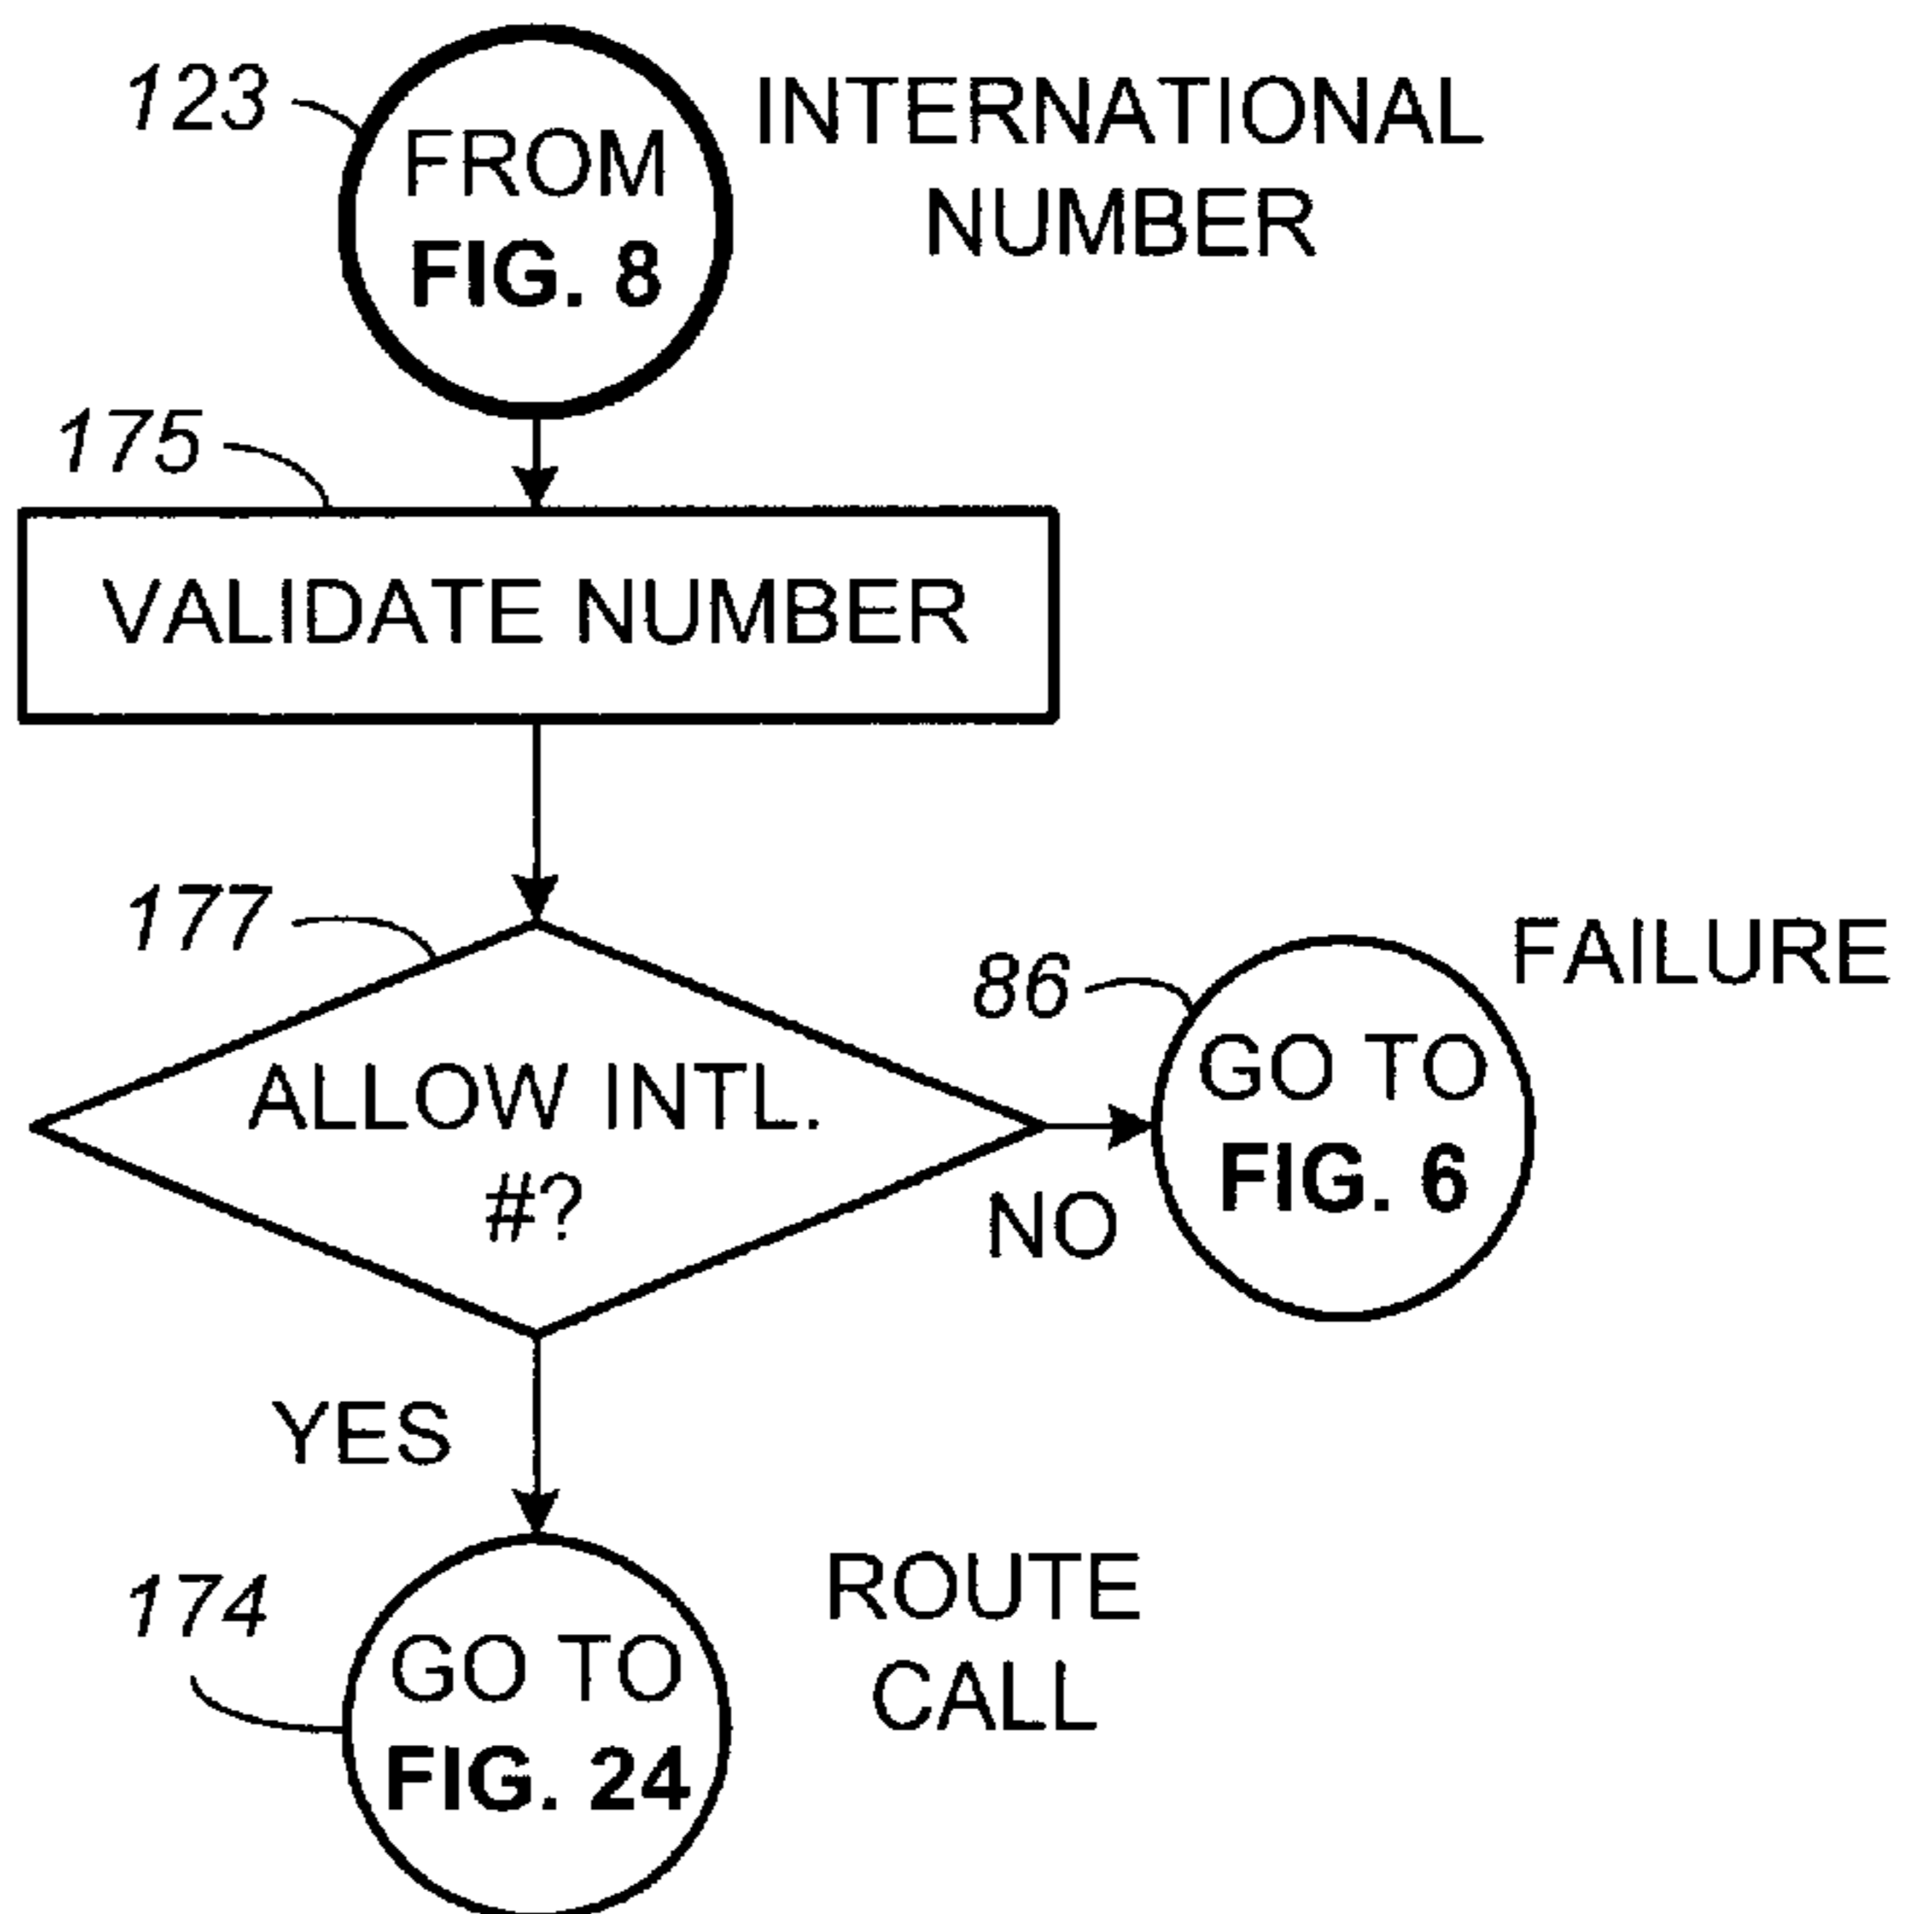 123
FROM
FIG. 8
INTERNATIONAL
NUMBER
175
VALIDATE NUMBER
177
ALLOW INTL.
#?
86
GO TO
FIG. 6
FAILURE
NO
YES
174
GO TO
FIG. 24
ROUTE
CALL